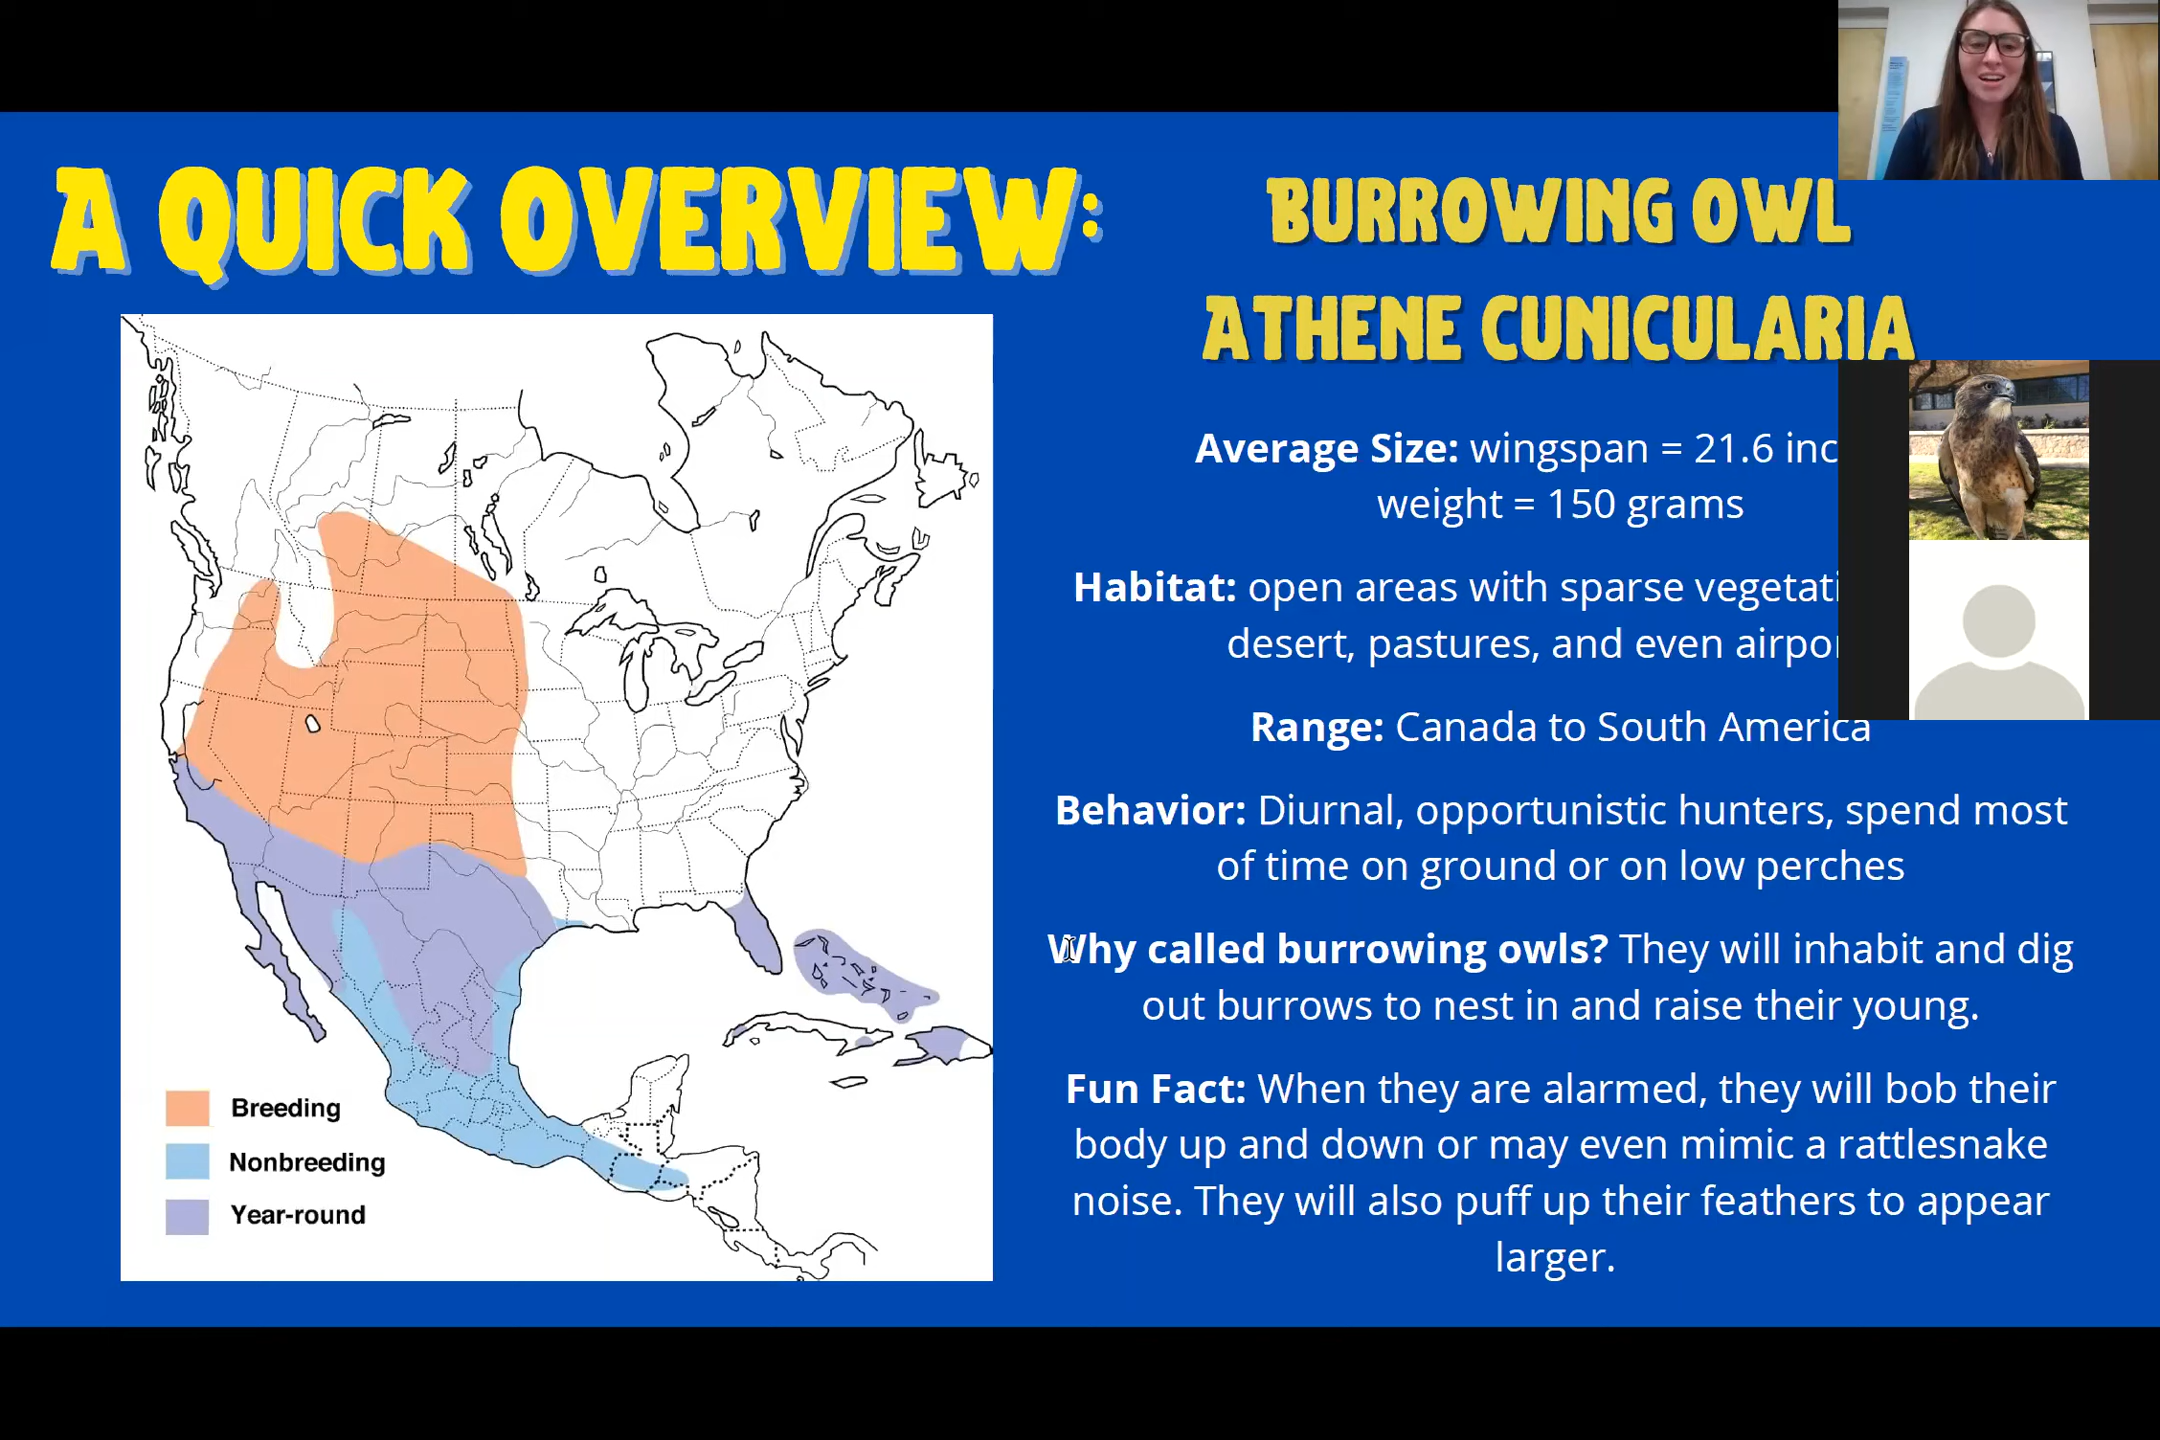 A QUICK OVERVIEW:
BURROWING OWL
ATHENE CUNICULARIA
Average Size: wingspan = 21.6
weight = 150 grams
Habitat: open areas with sparse
desert, pastures, and even
Range: Canada to South America
Behavior: Diurnal, opportunistic hunters, spend most
of time on ground or on low perches
Why called burrowing owls? They will inhabit and dig
out burrows to nest in and raise their young.
Fun Fact: When they are alarmed, they will bob their
body up and down or may even mimic a rattlesnake
noise. They will also puff up their feathers to appear
larger.
Breeding
Nonbreeding
Year-round